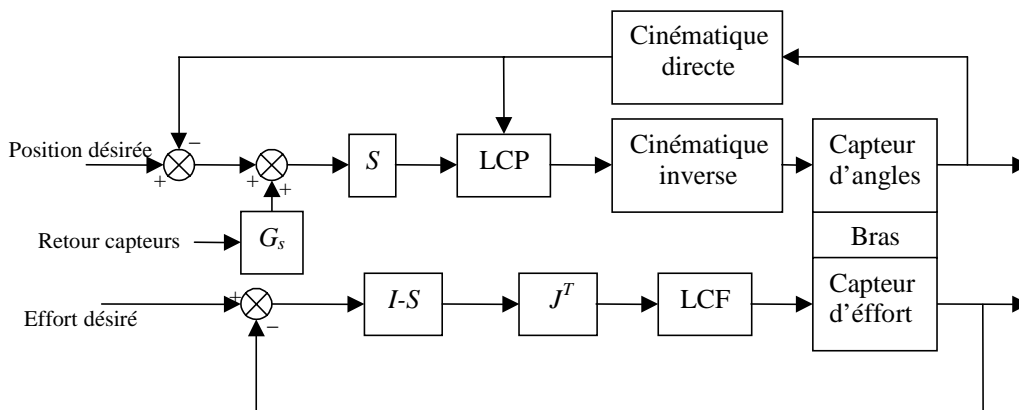 Cinématique
directe
−
Position désirée
+
+
+
S
LCP
Cinématique
inverse
Capteur
d’angles
Retour capteurs
G_s
Bras
Effort désiré
+
−
I-S
J^T
LCF
Capteur
d’éffort